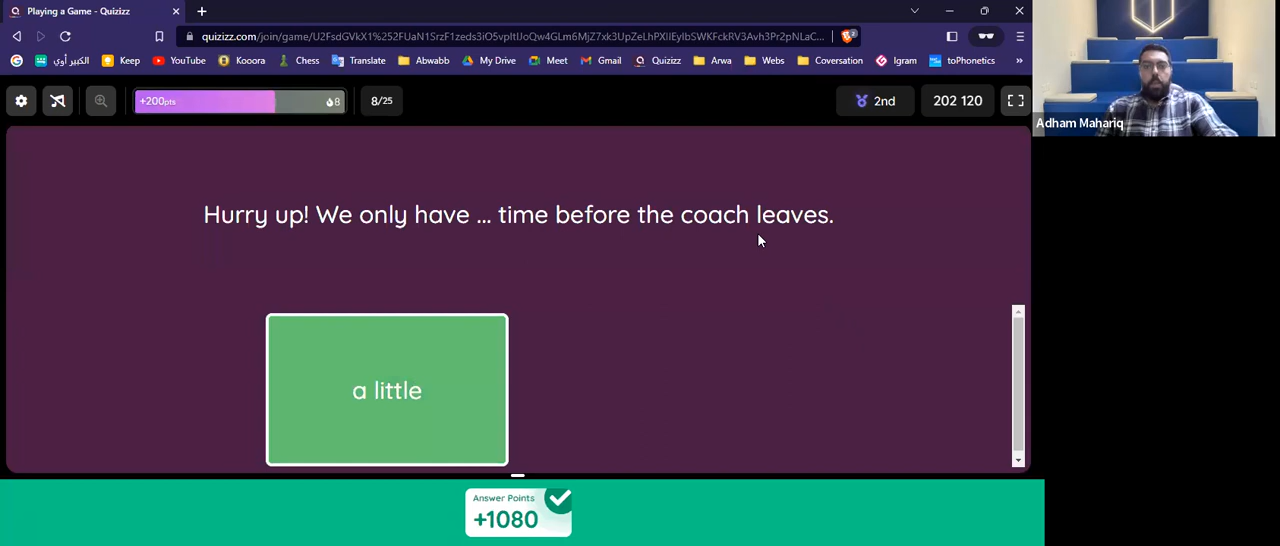 Playing a Game - Quizizz
quizizz.com/join/game/U2FsdGVkX1%252FUaN1SrzF1zeds3iO5vpItIJoQw4GLm6MjZ7xk3UpZeLhPXIIEyIbSWKFckRV3Avh3Pr2pNLaC...
2
الكبير أوي
Keep
YouTube
Kooora
Chess
Translate
Abwabb
My Drive
Meet
Gmail
Quizizz
Arwa
Webs
Coversation
Igram
toPhonetics
»
+200pts
8
8/25
2nd
202 120
Adham Mahariq
Hurry up! We only have ... time before the coach leaves.
a little
Answer Points
+1080